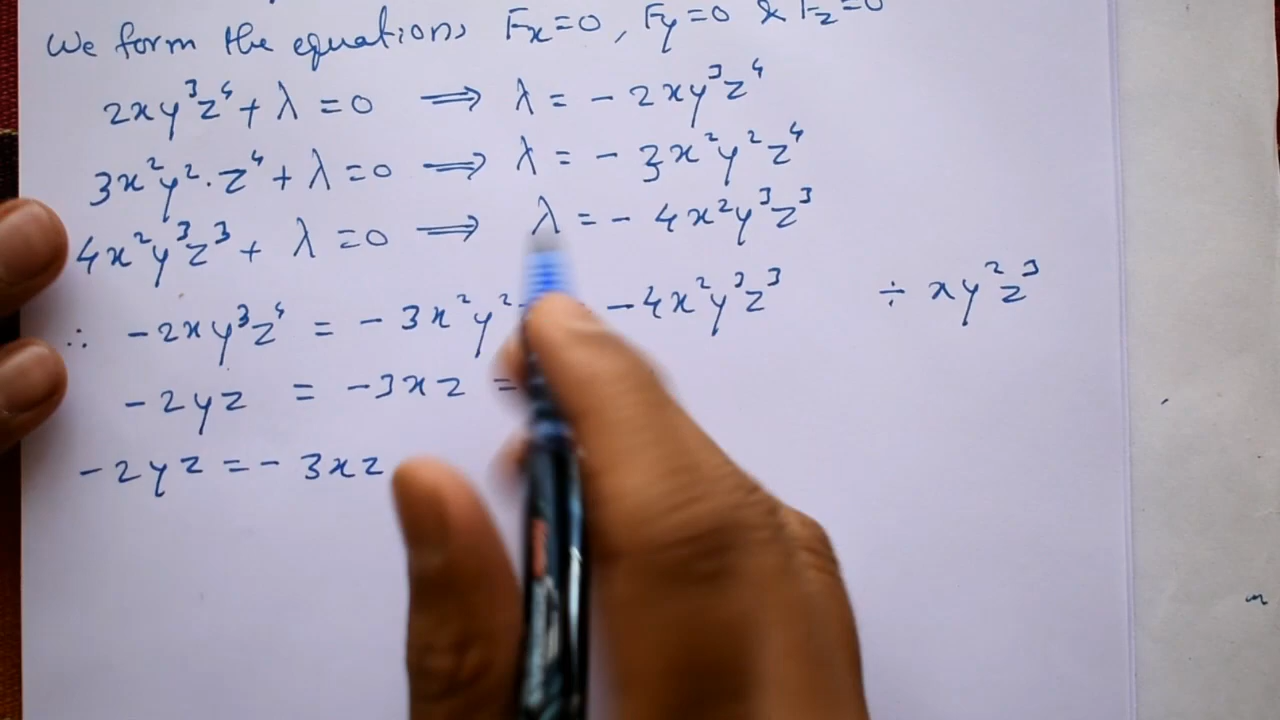 We form the equations Fx=0, Fy=0 & Fz=0
2xy³z⁴ + λ = 0 ⟹ λ = - 2xy³z⁴
3x²y²·z⁴ + λ = 0 ⟹ λ = - 3x²y²z⁴
4x²y³z³ + λ = 0 ⟹ λ = - 4x²y³z³
∴ -2xy³z⁴ = -3x²y² -4x²y³z³ ÷ xy²z³
-2yz = -3xz =
-2yz = -3xz